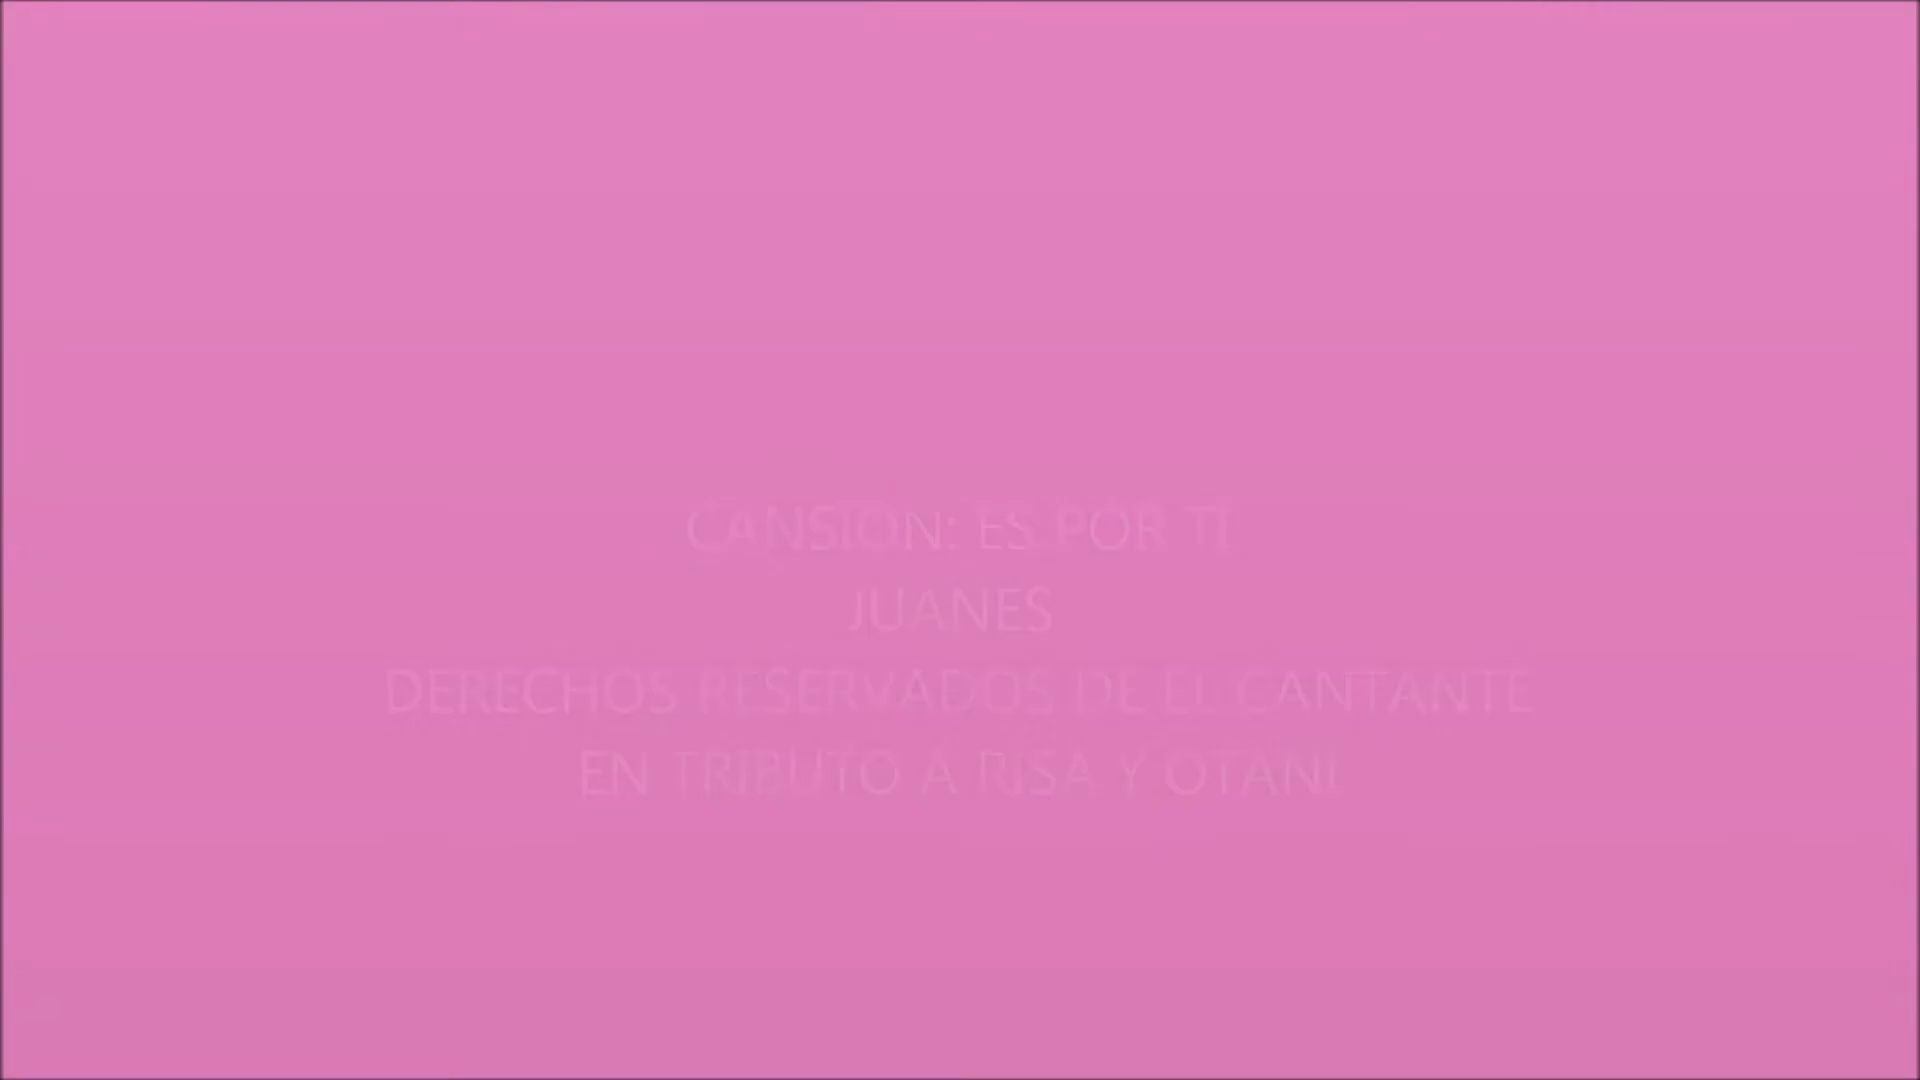 CANSION: ES POR TI
JUANES
DERECHOS RESERVADOS DE EL CANTANTE
EN TRIBUTO A RISA Y OTANI